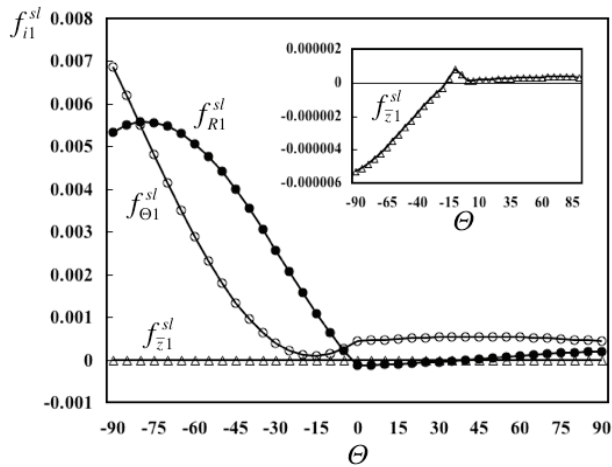 f_{i1}^{sl}
0.008
0.007
0.006
0.005
0.004
0.003
0.002
0.001
0
-0.001
-90 -75 -60 -45 -30 -15 0 15 30 45 60 75 90
Θ
f_{R1}^{sl}
f_{Θ1}^{sl}
f_{z̄1}^{sl}
0.000002
0
-0.000002
-0.000004
-0.000006
-90 -65 -40 -15 10 35 60 85
Θ
f_{z̄1}^{sl}